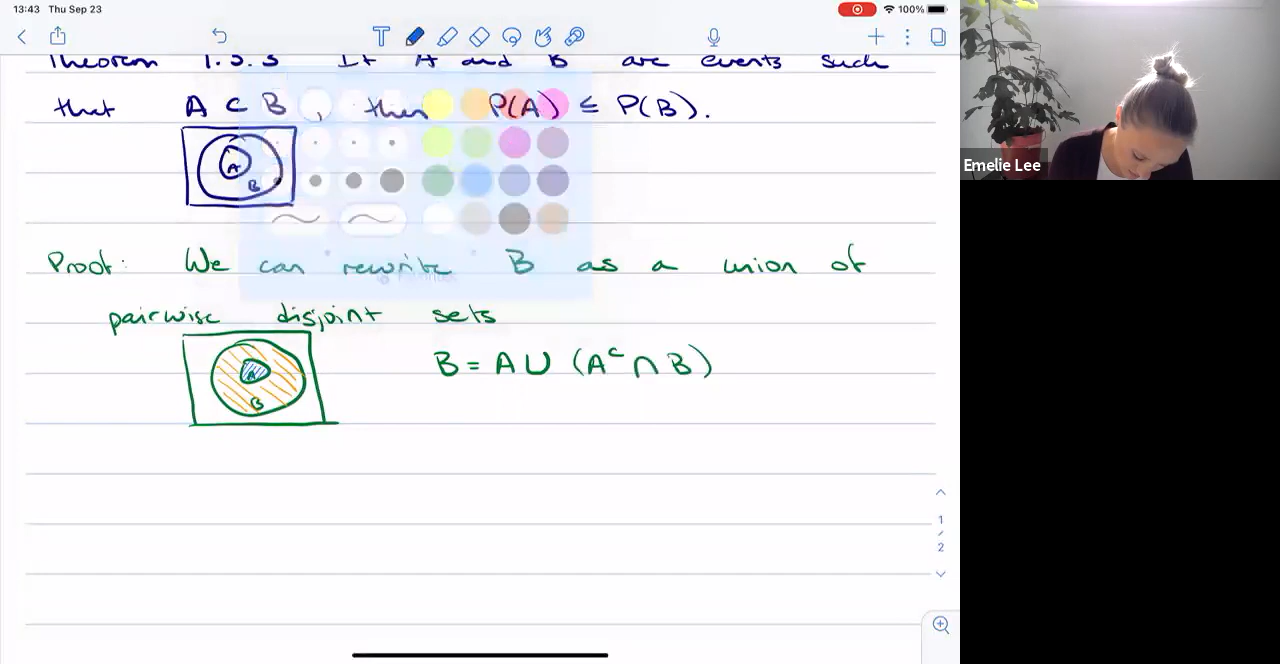 13:43 Thu Sep 23
100%
Theorem 1.3.3 If A and B are events such
that A ⊂ B, then P(A) ≤ P(B).
A
B
Proof: We can rewrite B as a union of
pairwise disjoint sets
A
B
B = A ∪ (Aᶜ ∩ B)
1
/
2
Emelie Lee